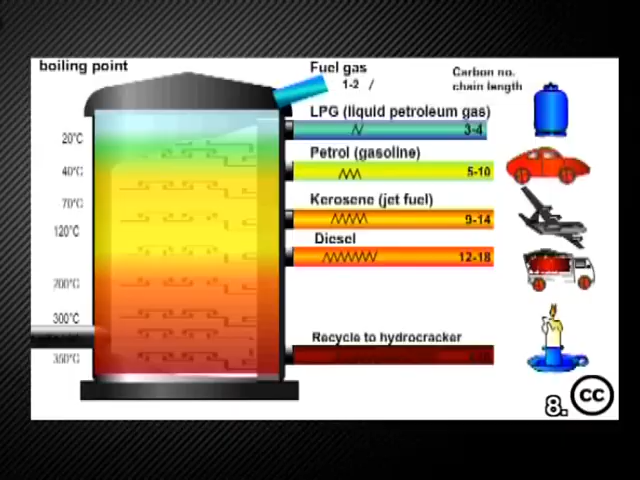 boiling point
Fuel gas
1-2 /
Carbon no.
chain length
LPG (liquid petroleum gas)
3-4
20°C
Petrol (gasoline)
5-10
40°C
70°C
Kerosene (jet fuel)
9-14
120°C
Diesel
12-18
200°C
300°C
Recycle to hydrocracker
350°C
8.
CC